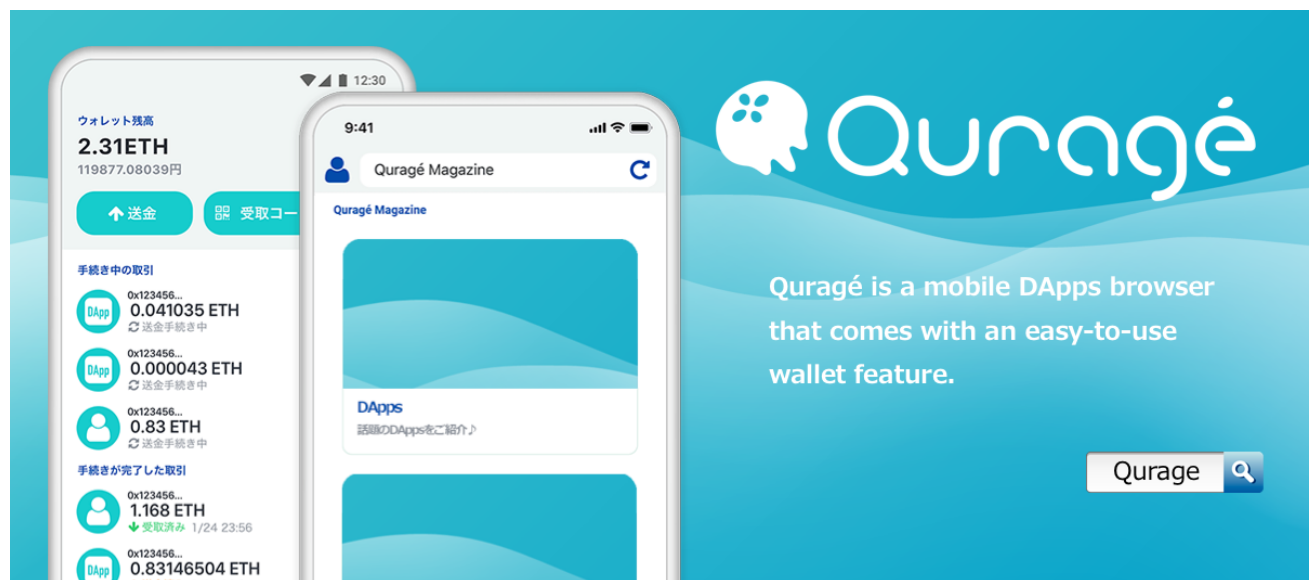 12:30
ウォレット残高
2.31ETH
119877.08039円
送金
受取コー
手続き中の取引
DApp
0x123456...
0.041035 ETH
送金手続き中
DApp
0x123456...
0.000043 ETH
送金手続き中
0x123456...
0.83 ETH
送金手続き中
手続きが完了した取引
0x123456...
1.168 ETH
受取済み 1/24 23:56
DApp
0x123456...
0.83146504 ETH
9:41
Quragé Magazine
Quragé Magazine
DApps
話題のDAppsをご紹介♪
Quragé
Quragé is a mobile DApps browser
that comes with an easy-to-use
wallet feature.
Qurage